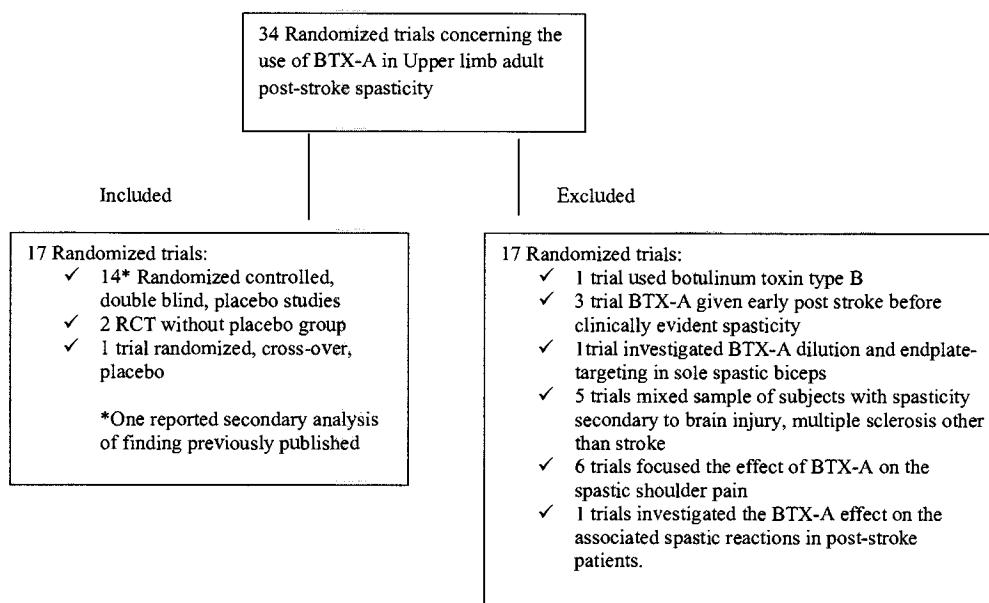 34 Randomized trials concerning the
use of BTX-A in Upper limb adult
post-stroke spasticity
Included
Excluded
17 Randomized trials:
✓ 14* Randomized controlled,
double blind, placebo studies
✓ 2 RCT without placebo group
✓ 1 trial randomized, cross-over,
placebo
*One reported secondary analysis
of finding previously published
17 Randomized trials:
✓ 1 trial used botulinum toxin type B
✓ 3 trial BTX-A given early post stroke before
clinically evident spasticity
✓ 1trial investigated BTX-A dilution and endplate-
targeting in sole spastic biceps
✓ 5 trials mixed sample of subjects with spasticity
secondary to brain injury, multiple sclerosis other
than stroke
✓ 6 trials focused the effect of BTX-A on the
spastic shoulder pain
✓ 1 trials investigated the BTX-A effect on the
associated spastic reactions in post-stroke
patients.